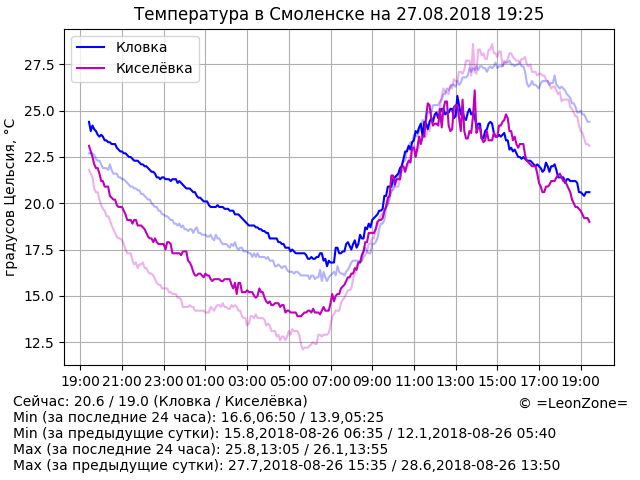 Температура в Смоленске на 27.08.2018 19:25
Кловка
Киселёвка
градусов Цельсия, °C
27.5
25.0
22.5
20.0
17.5
15.0
12.5
19:00 21:00 23:00 01:00 03:00 05:00 07:00 09:00 11:00 13:00 15:00 17:00 19:00
Сейчас: 20.6 / 19.0 (Кловка / Киселёвка)
© =LeonZone=
Min (за последние 24 часа): 16.6,06:50 / 13.9,05:25
Min (за предыдущие сутки): 15.8,2018-08-26 06:35 / 12.1,2018-08-26 05:40
Max (за последние 24 часа): 25.8,13:05 / 26.1,13:55
Max (за предыдущие сутки): 27.7,2018-08-26 15:35 / 28.6,2018-08-26 13:50